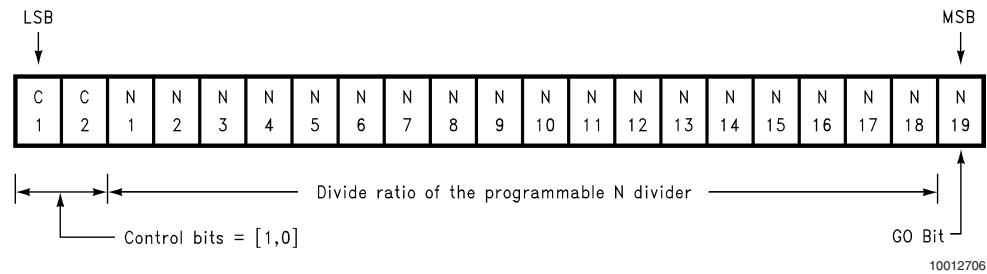 LSB MSB
C C N N N N N N N N N N N N N N N N N N N
1 2 1 2 3 4 5 6 7 8 9 10 11 12 13 14 15 16 17 18 19
Divide ratio of the programmable N divider
Control bits = [1,0] GO Bit
10012706